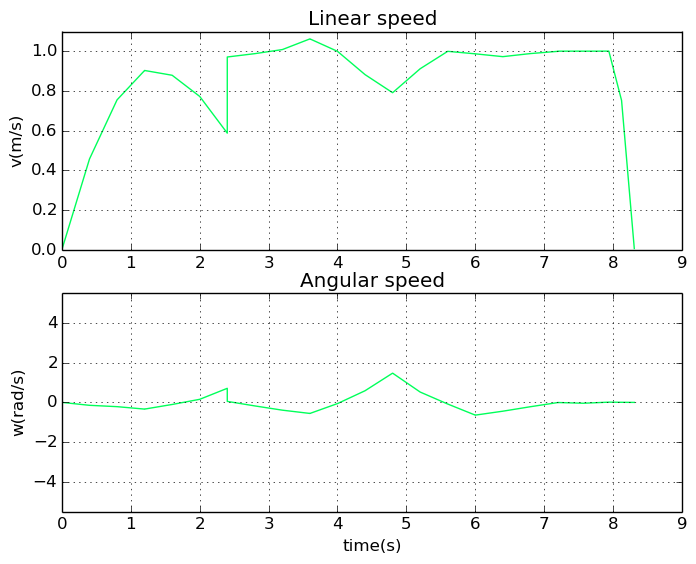 Linear speed
1.0
0.8
0.6
0.4
0.2
0.0
v(m/s)
0 1 2 3 4 5 6 7 8 9
Angular speed
4
2
0
−2
−4
w(rad/s)
0 1 2 3 4 5 6 7 8 9
time(s)